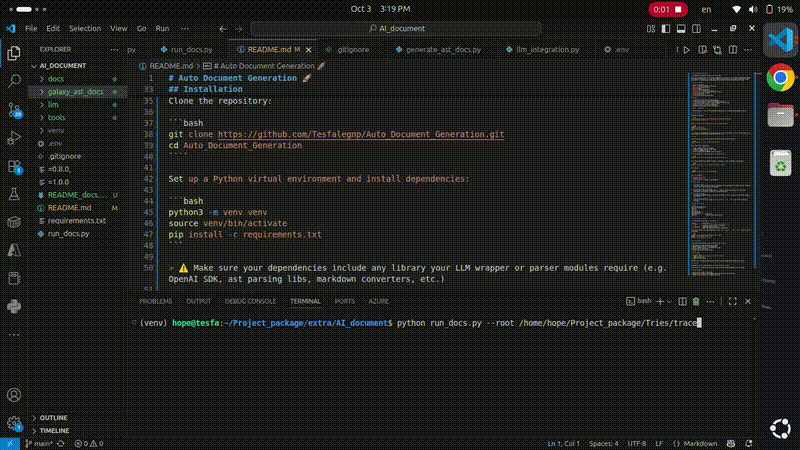 Oct 3 3:19 PM
0:01
en
19%
File Edit Selection View Go Run ···
AI_document
EXPLORER
py
run_docs.py
README.md M
.gitignore
generate_ast_docs.py
llm_integration.py
.env
README.md > # Auto Document Generation 🚀
AI_DOCUMENT
docs
galaxy_ast_docs
llm
tools
venv
.env
.gitignore
=0.8.0,
=1.0.0
README_docs.... U
README.md M
requirements.txt
run_docs.py
OUTLINE
TIMELINE
1 # Auto Document Generation 🚀
33 ## Installation
35 Clone the repository:
36
37 ```bash
38 git clone https://github.com/Tesfalegnp/Auto_Document_Generation.git
39 cd Auto_Document_Generation
40 ````
41
42 Set up a Python virtual environment and install dependencies:
43
44 ```bash
45 python3 -m venv venv
46 source venv/bin/activate
47 pip install -r requirements.txt
48 ```
49
50 > ⚠️ Make sure your dependencies include any library your LLM wrapper or parser modules require (e.g.
OpenAI SDK, ast parsing libs, markdown converters, etc.)
PROBLEMS OUTPUT DEBUG CONSOLE TERMINAL PORTS AZURE
bash
(venv) hope@tesfa:~/Project_package/extra/AI_document$ python run_docs.py --root /home/hope/Project_package/Tries/trace
main*
0 0
Ln 1, Col 1 Spaces: 4 UTF-8 LF {} Markdown